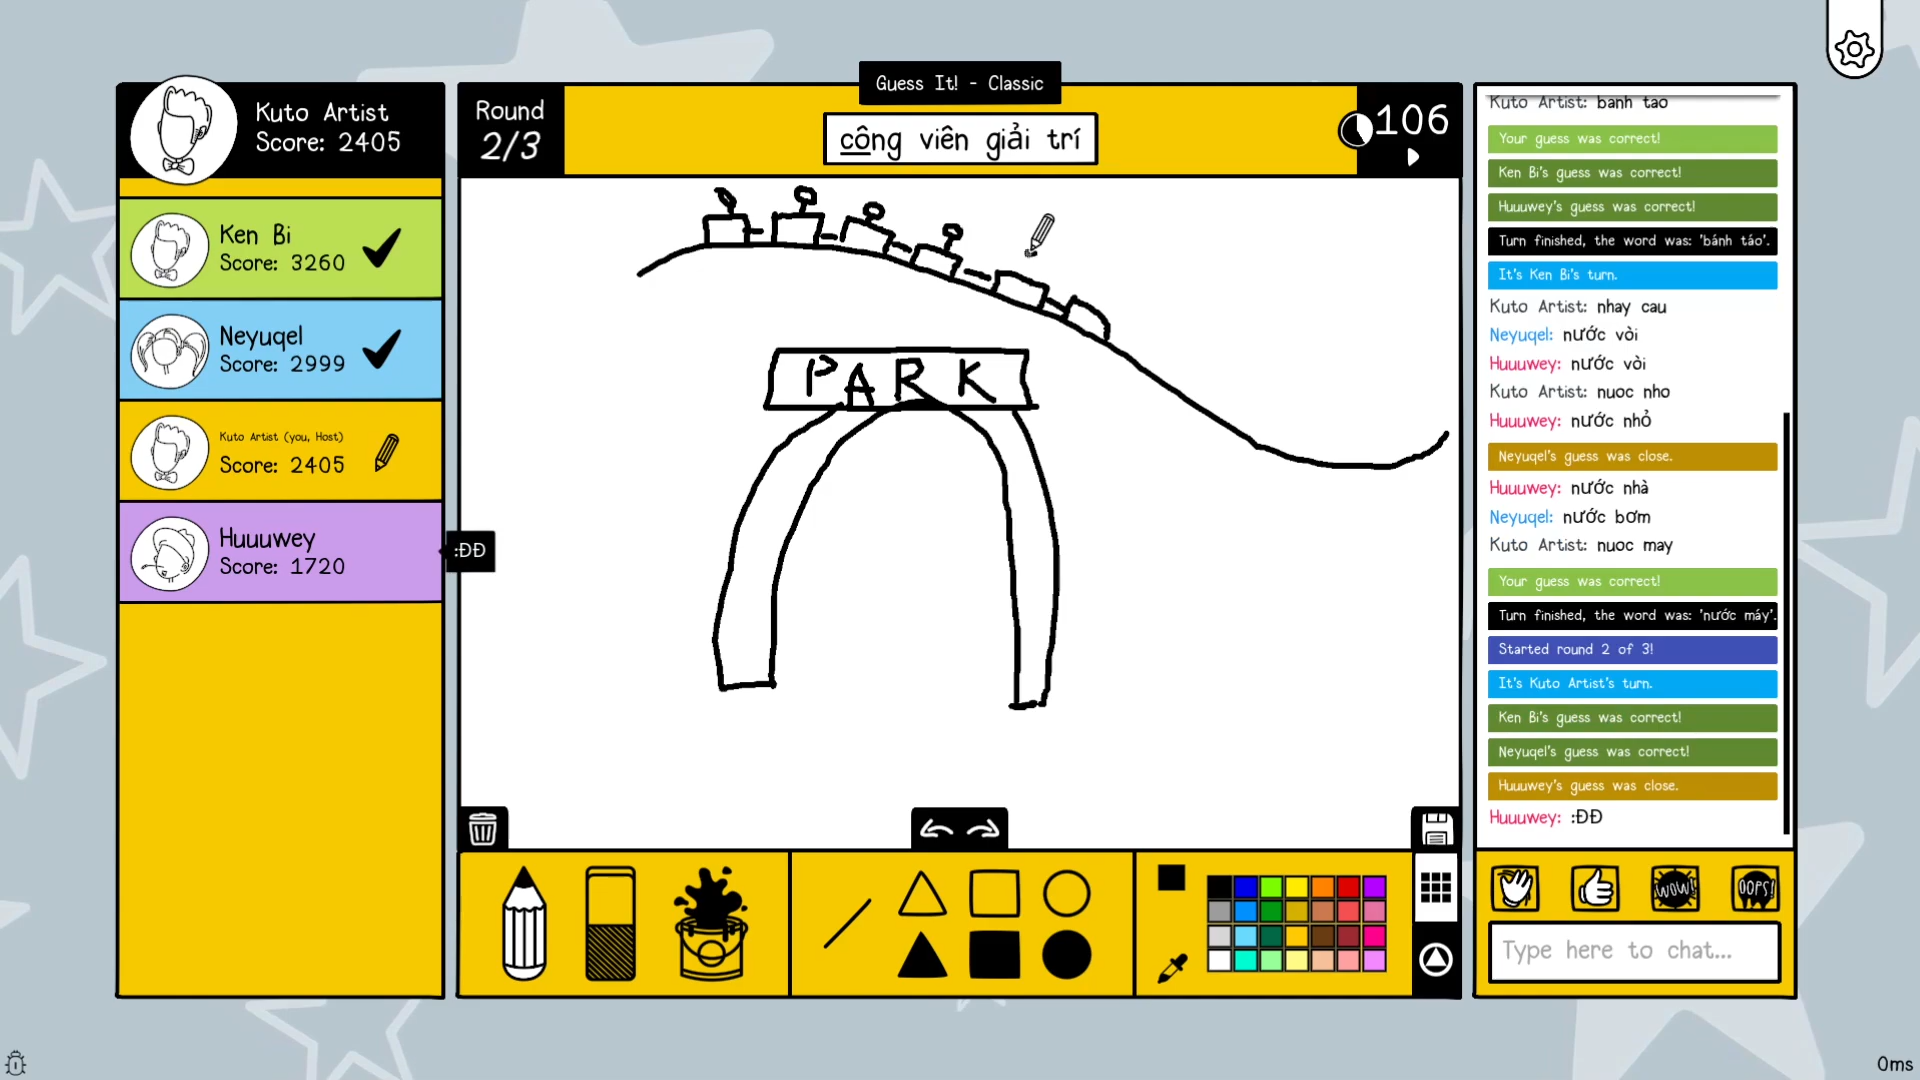 Guess It! - Classic
Kuto Artist
Score: 2405
Round
2/3
công viên giải trí
106
Ken Bi
Score: 3260
Neyuqel
Score: 2999
Kuto Artist (you, Host)
Score: 2405
Huuuwey
Score: 1720
:ĐD
PARK
Kuto Artist: banh tao
Your guess was correct!
Ken Bi's guess was correct!
Huuuwey's guess was correct!
Turn finished, the word was: 'bánh táo'.
It's Ken Bi's turn.
Kuto Artist: nhay cau
Neyuqel: nước vòi
Huuuwey: nước vòi
Kuto Artist: nuoc nho
Huuuwey: nước nhỏ
Neyuqel's guess was close.
Huuuwey: nước nhà
Neyuqel: nước bơm
Kuto Artist: nuoc may
Your guess was correct!
Turn finished, the word was: 'nước máy'.
Started round 2 of 3!
It's Kuto Artist's turn.
Ken Bi's guess was correct!
Neyuqel's guess was correct!
Huuuwey's guess was close.
Huuuwey: :ĐD
WOW!
OOPS!
Type here to chat...
0ms